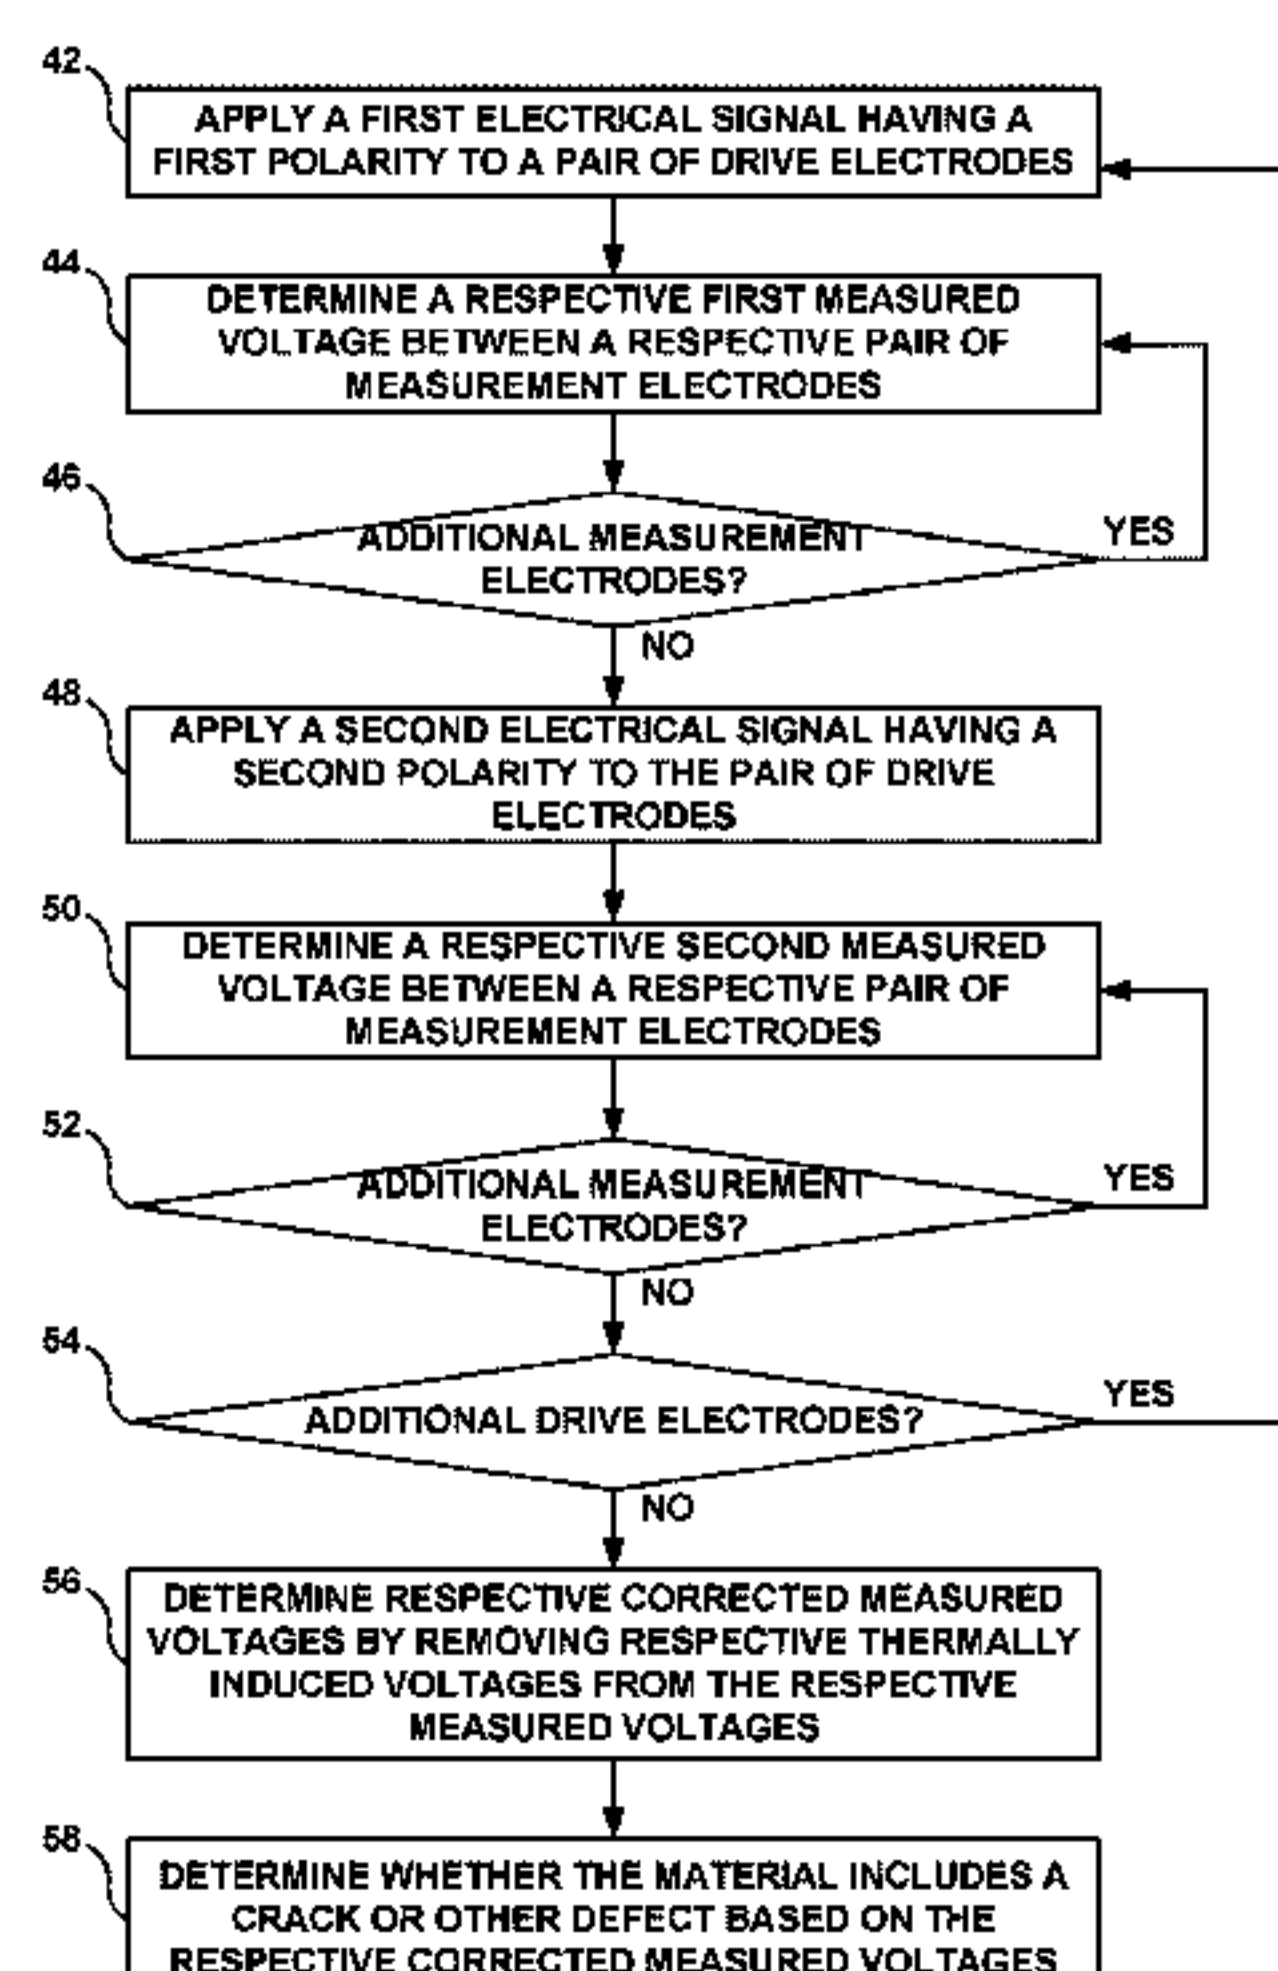 42
APPLY A FIRST ELECTRICAL SIGNAL HAVING A
FIRST POLARITY TO A PAIR OF DRIVE ELECTRODES
44
DETERMINE A RESPECTIVE FIRST MEASURED
VOLTAGE BETWEEN A RESPECTIVE PAIR OF
MEASUREMENT ELECTRODES
46
ADDITIONAL MEASUREMENT
ELECTRODES?
YES
NO
48
APPLY A SECOND ELECTRICAL SIGNAL HAVING A
SECOND POLARITY TO THE PAIR OF DRIVE
ELECTRODES
50
DETERMINE A RESPECTIVE SECOND MEASURED
VOLTAGE BETWEEN A RESPECTIVE PAIR OF
MEASUREMENT ELECTRODES
52
ADDITIONAL MEASUREMENT
ELECTRODES?
YES
NO
54
ADDITIONAL DRIVE ELECTRODES?
YES
NO
56
DETERMINE RESPECTIVE CORRECTED MEASURED
VOLTAGES BY REMOVING RESPECTIVE THERMALLY
INDUCED VOLTAGES FROM THE RESPECTIVE
MEASURED VOLTAGES
58
DETERMINE WHETHER THE MATERIAL INCLUDES A
CRACK OR OTHER DEFECT BASED ON THE
RESPECTIVE CORRECTED MEASURED VOLTAGES